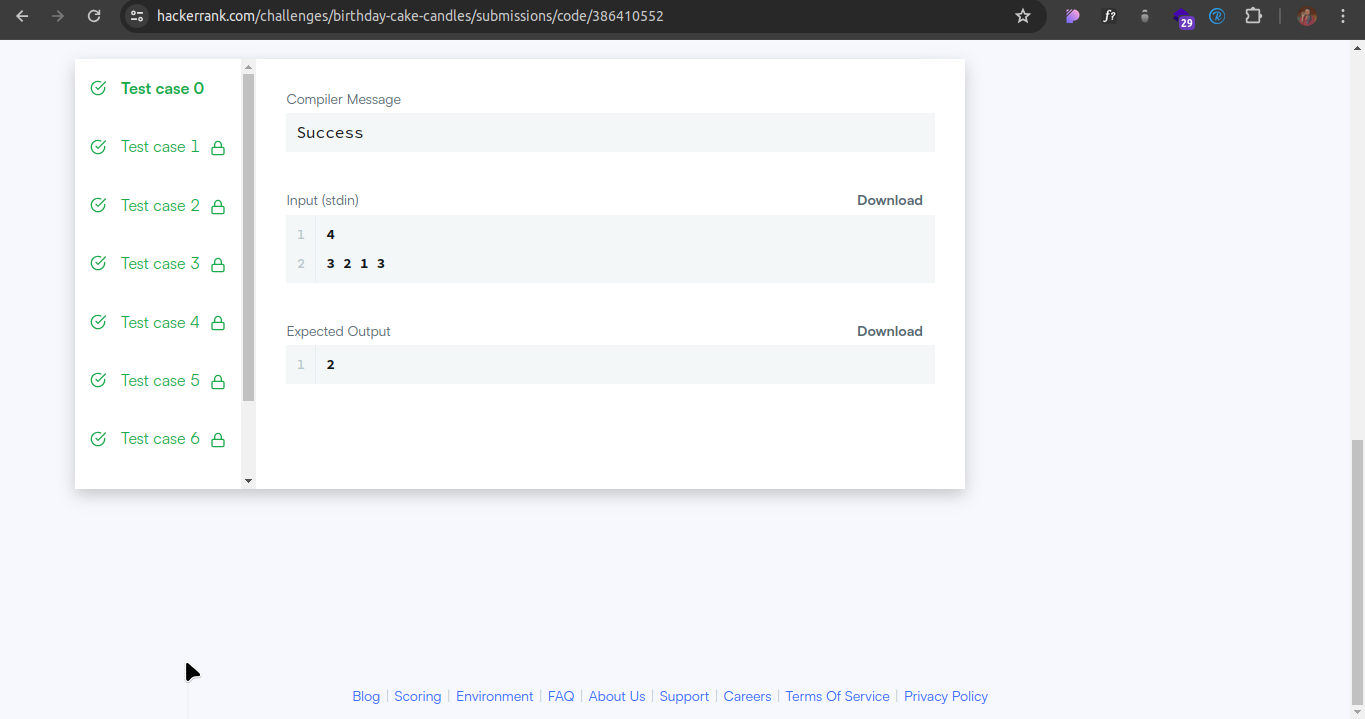 hackerrank.com/challenges/birthday-cake-candles/submissions/code/386410552
f?
29
Test case 0
Test case 1
Test case 2
Test case 3
Test case 4
Test case 5
Test case 6
Compiler Message
Success
Input (stdin) Download
1 4
2 3 2 1 3
Expected Output Download
1 2
Blog | Scoring | Environment | FAQ | About Us | Support | Careers | Terms Of Service | Privacy Policy